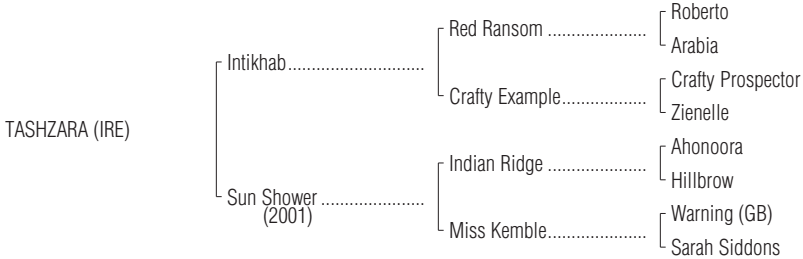 Roberto
Red Ransom .....................
Arabia
Intikhab.............................
Crafty Prospector
Crafty Example..................
Zienelle
TASHZARA (IRE)
Ahonoora
Indian Ridge .....................
Hillbrow
Sun Shower ......................
(2001)
Warning (GB)
Miss Kemble.....................
Sarah Siddons